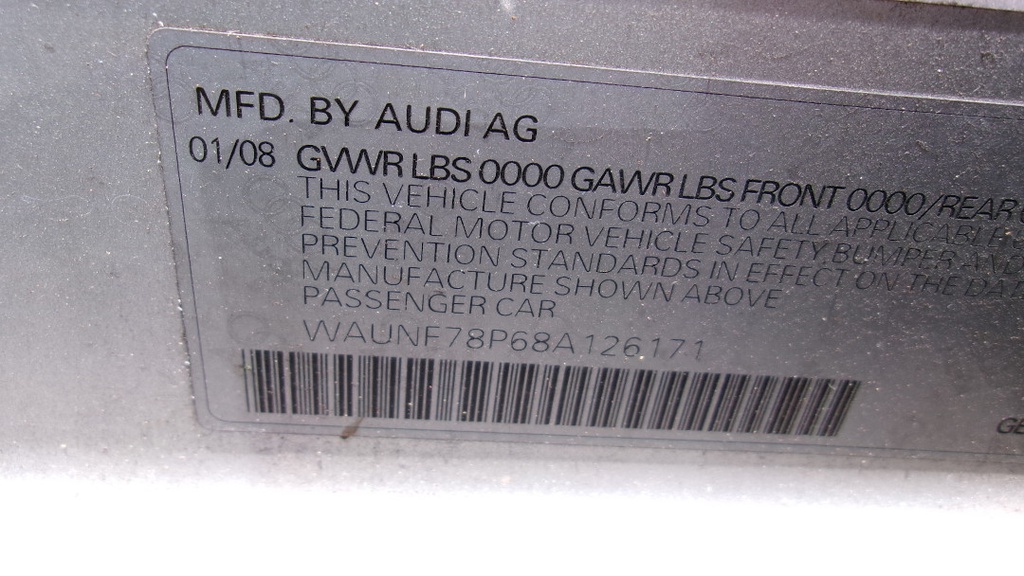 MFD. BY AUDI AG
01/08 GVWR LBS 0000 GAWR LBS FRONT 0000/REAR
THIS VEHICLE CONFORMS TO ALL APPLICABLE
FEDERAL MOTOR VEHICLE SAFETY, BUMPER AND
PREVENTION STANDARDS IN EFFECT ON THE DAT
MANUFACTURE SHOWN ABOVE
PASSENGER CAR
WAUNF78P68A126171
GE